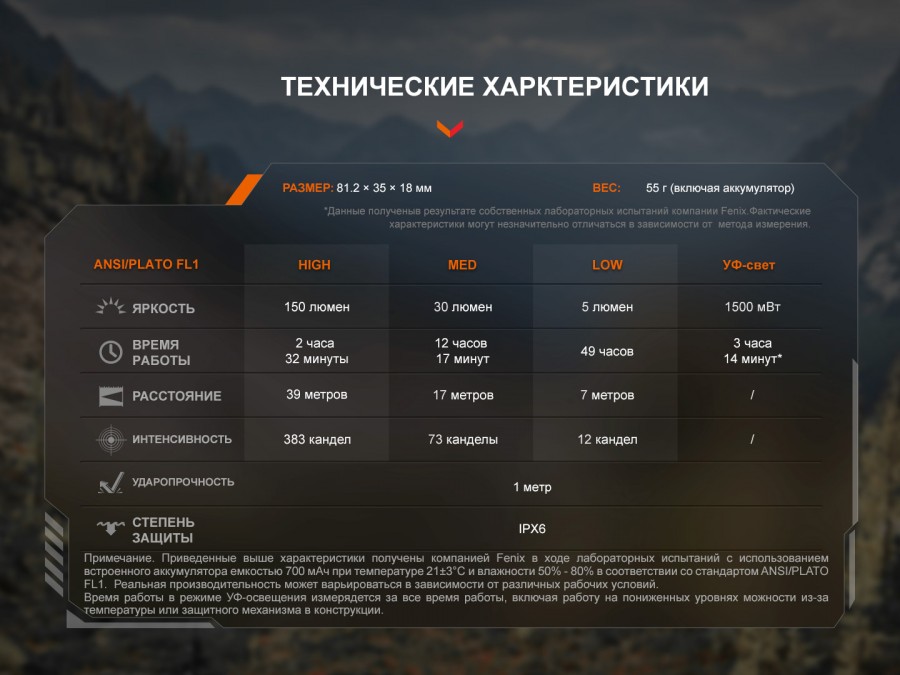 ТЕХНИЧЕСКИЕ ХАРКТЕРИСТИКИ
РАЗМЕР: 81.2 × 35 × 18 мм ВЕС: 55 г (включая аккумулятор)
*Данные полученыв результате собственных лабораторных испытаний компании Fenix.Фактические
характеристики могут незначительно отличаться в зависимости от метода измерения.
ANSI/PLATO FL1 HIGH MED LOW УФ-свет
ЯРКОСТЬ 150 люмен 30 люмен 5 люмен 1500 мВт
ВРЕМЯ РАБОТЫ 2 часа 32 минуты 12 часов 17 минут 49 часов 3 часа 14 минут*
РАССТОЯНИЕ 39 метров 17 метров 7 метров /
ИНТЕНСИВНОСТЬ 383 кандел 73 канделы 12 кандел /
УДАРОПРОЧНОСТЬ 1 метр
СТЕПЕНЬ ЗАЩИТЫ IPX6
Примечание. Приведенные выше характеристики получены компанией Fenix в ходе лабораторных испытаний с использованием
встроенного аккумулятора емкостью 700 мАч при температуре 21±3°C и влажности 50% - 80% в соответствии со стандартом ANSI/PLATO
FL1. Реальная производительность может варьироваться в зависимости от различных рабочих условий.
Время работы в режиме УФ-освещения измерядется за все время работы, включая работу на пониженных уровнях можности из-за
температуры или защитного механизма в конструкции.